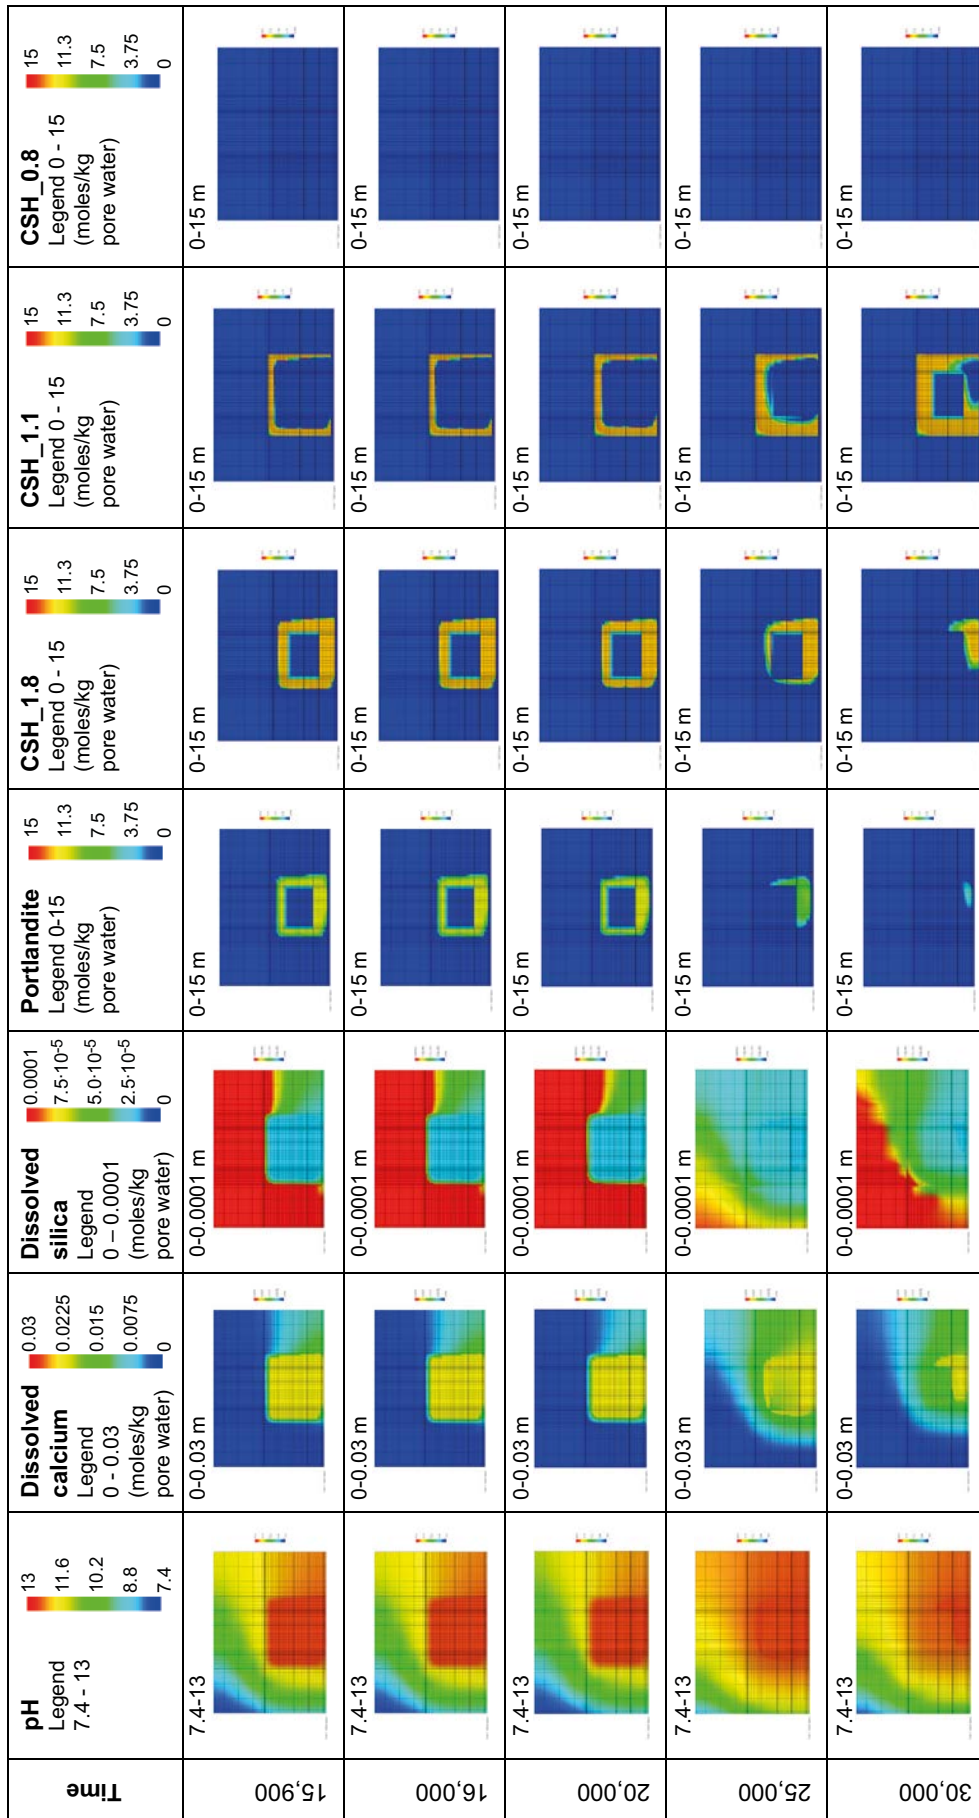 Time
pH
Legend
7.4 - 13
13
11.6
10.2
8.8
7.4
Dissolved
calcium
Legend
0 - 0.03
(moles/kg
pore water)
0.03
0.0225
0.015
0.0075
0
Dissolved
silica
Legend
0 – 0.0001
(moles/kg
pore water)
0.0001
7.5·10-5
5.0·10-5
2.5·10-5
0
Portlandite
Legend 0-15
(moles/kg
pore water)
15
11.3
7.5
3.75
0
CSH_1.8
Legend 0 - 15
(moles/kg
pore water)
15
11.3
7.5
3.75
0
CSH_1.1
Legend 0 - 15
(moles/kg
pore water)
15
11.3
7.5
3.75
0
CSH_0.8
Legend 0 - 15
(moles/kg
pore water)
15
11.3
7.5
3.75
0
15,900
7.4-13
0-0.03 m
0-0.0001 m
0-15 m
0-15 m
0-15 m
0-15 m
16,000
7.4-13
0-0.03 m
0-0.0001 m
0-15 m
0-15 m
0-15 m
0-15 m
20,000
7.4-13
0-0.03 m
0-0.0001 m
0-15 m
0-15 m
0-15 m
0-15 m
25,000
7.4-13
0-0.03 m
0-0.0001 m
0-15 m
0-15 m
0-15 m
0-15 m
30,000
7.4-13
0-0.03 m
0-0.0001 m
0-15 m
0-15 m
0-15 m
0-15 m